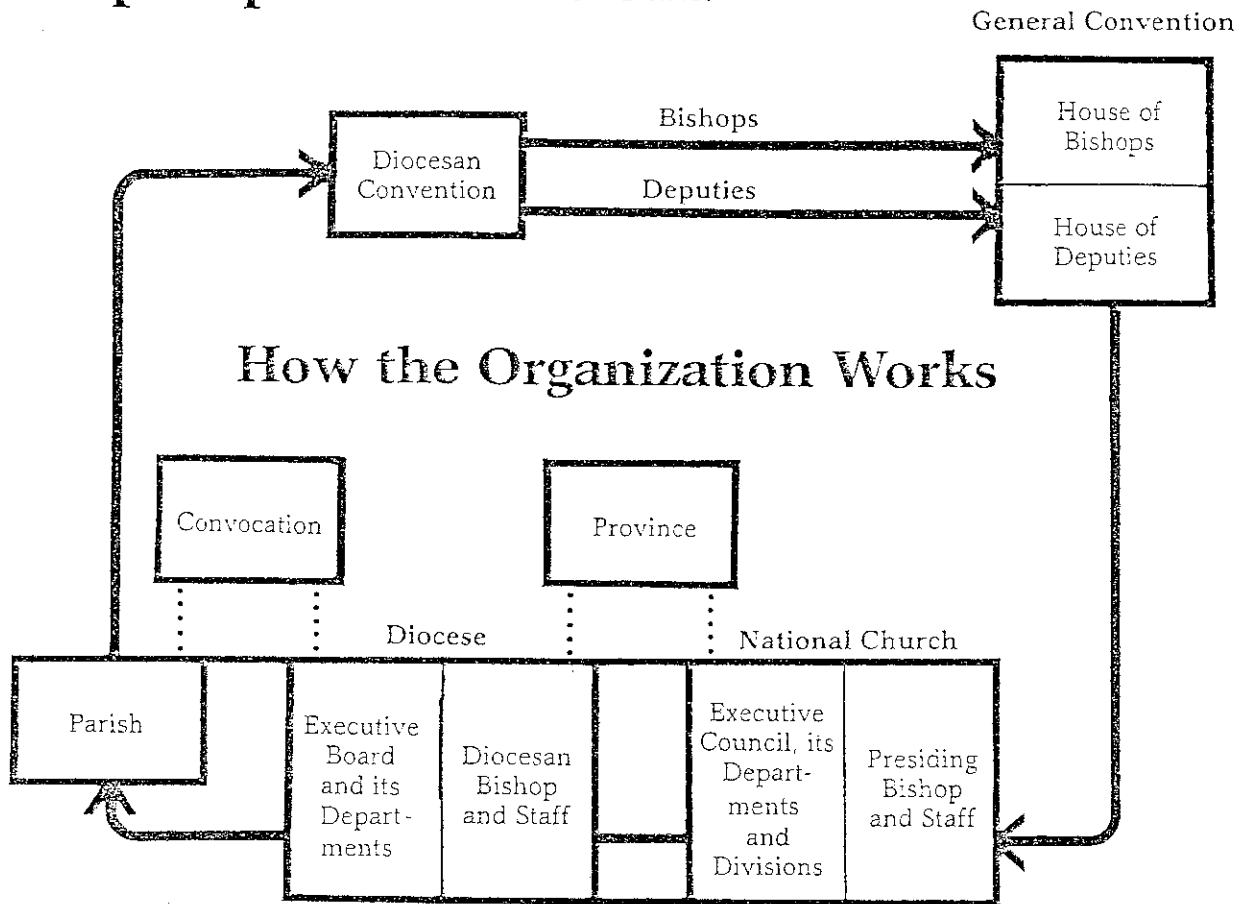 General Convention
Bishops
House of
Bishops
Diocesan
Convention
Deputies
House of
Deputies
How the Organization Works
Convocation
Province
Diocese
National Church
Parish
Executive
Board
and its
Depart-
ments
Diocesan
Bishop
and Staff
Executive
Council, its
Depart-
ments
and
Divisions
Presiding
Bishop
and Staff